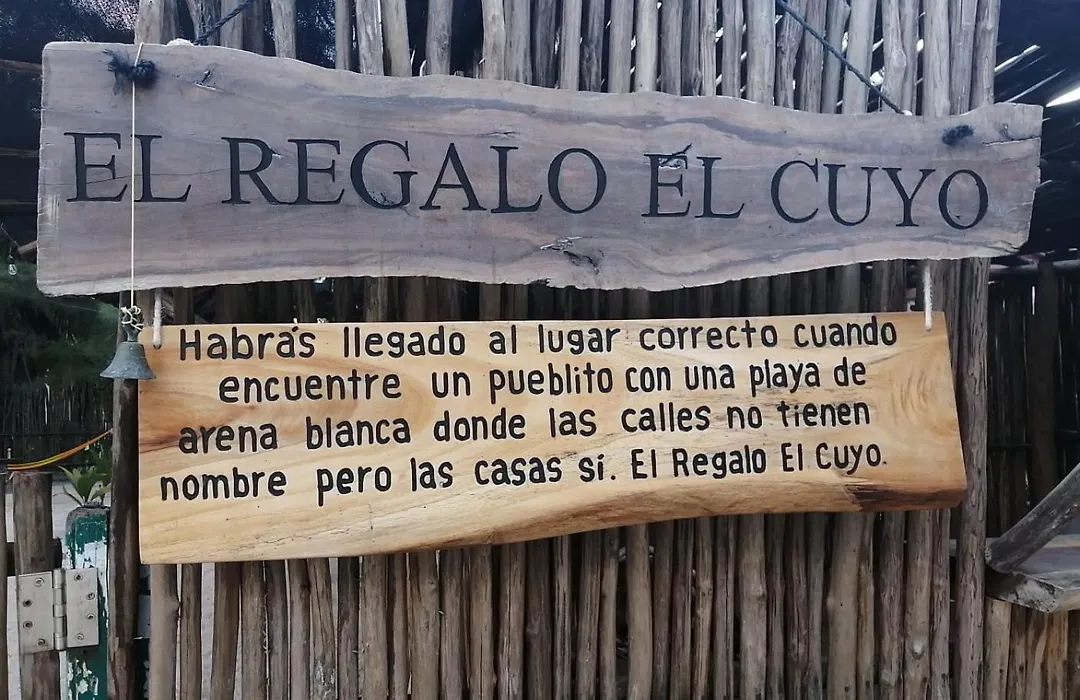 EL REGALO EL CUYO
Habrás llegado al lugar correcto cuando
encuentre un pueblito con una playa de
arena blanca donde las calles no tienen
nombre pero las casas sí. El Regalo El Cuyo.